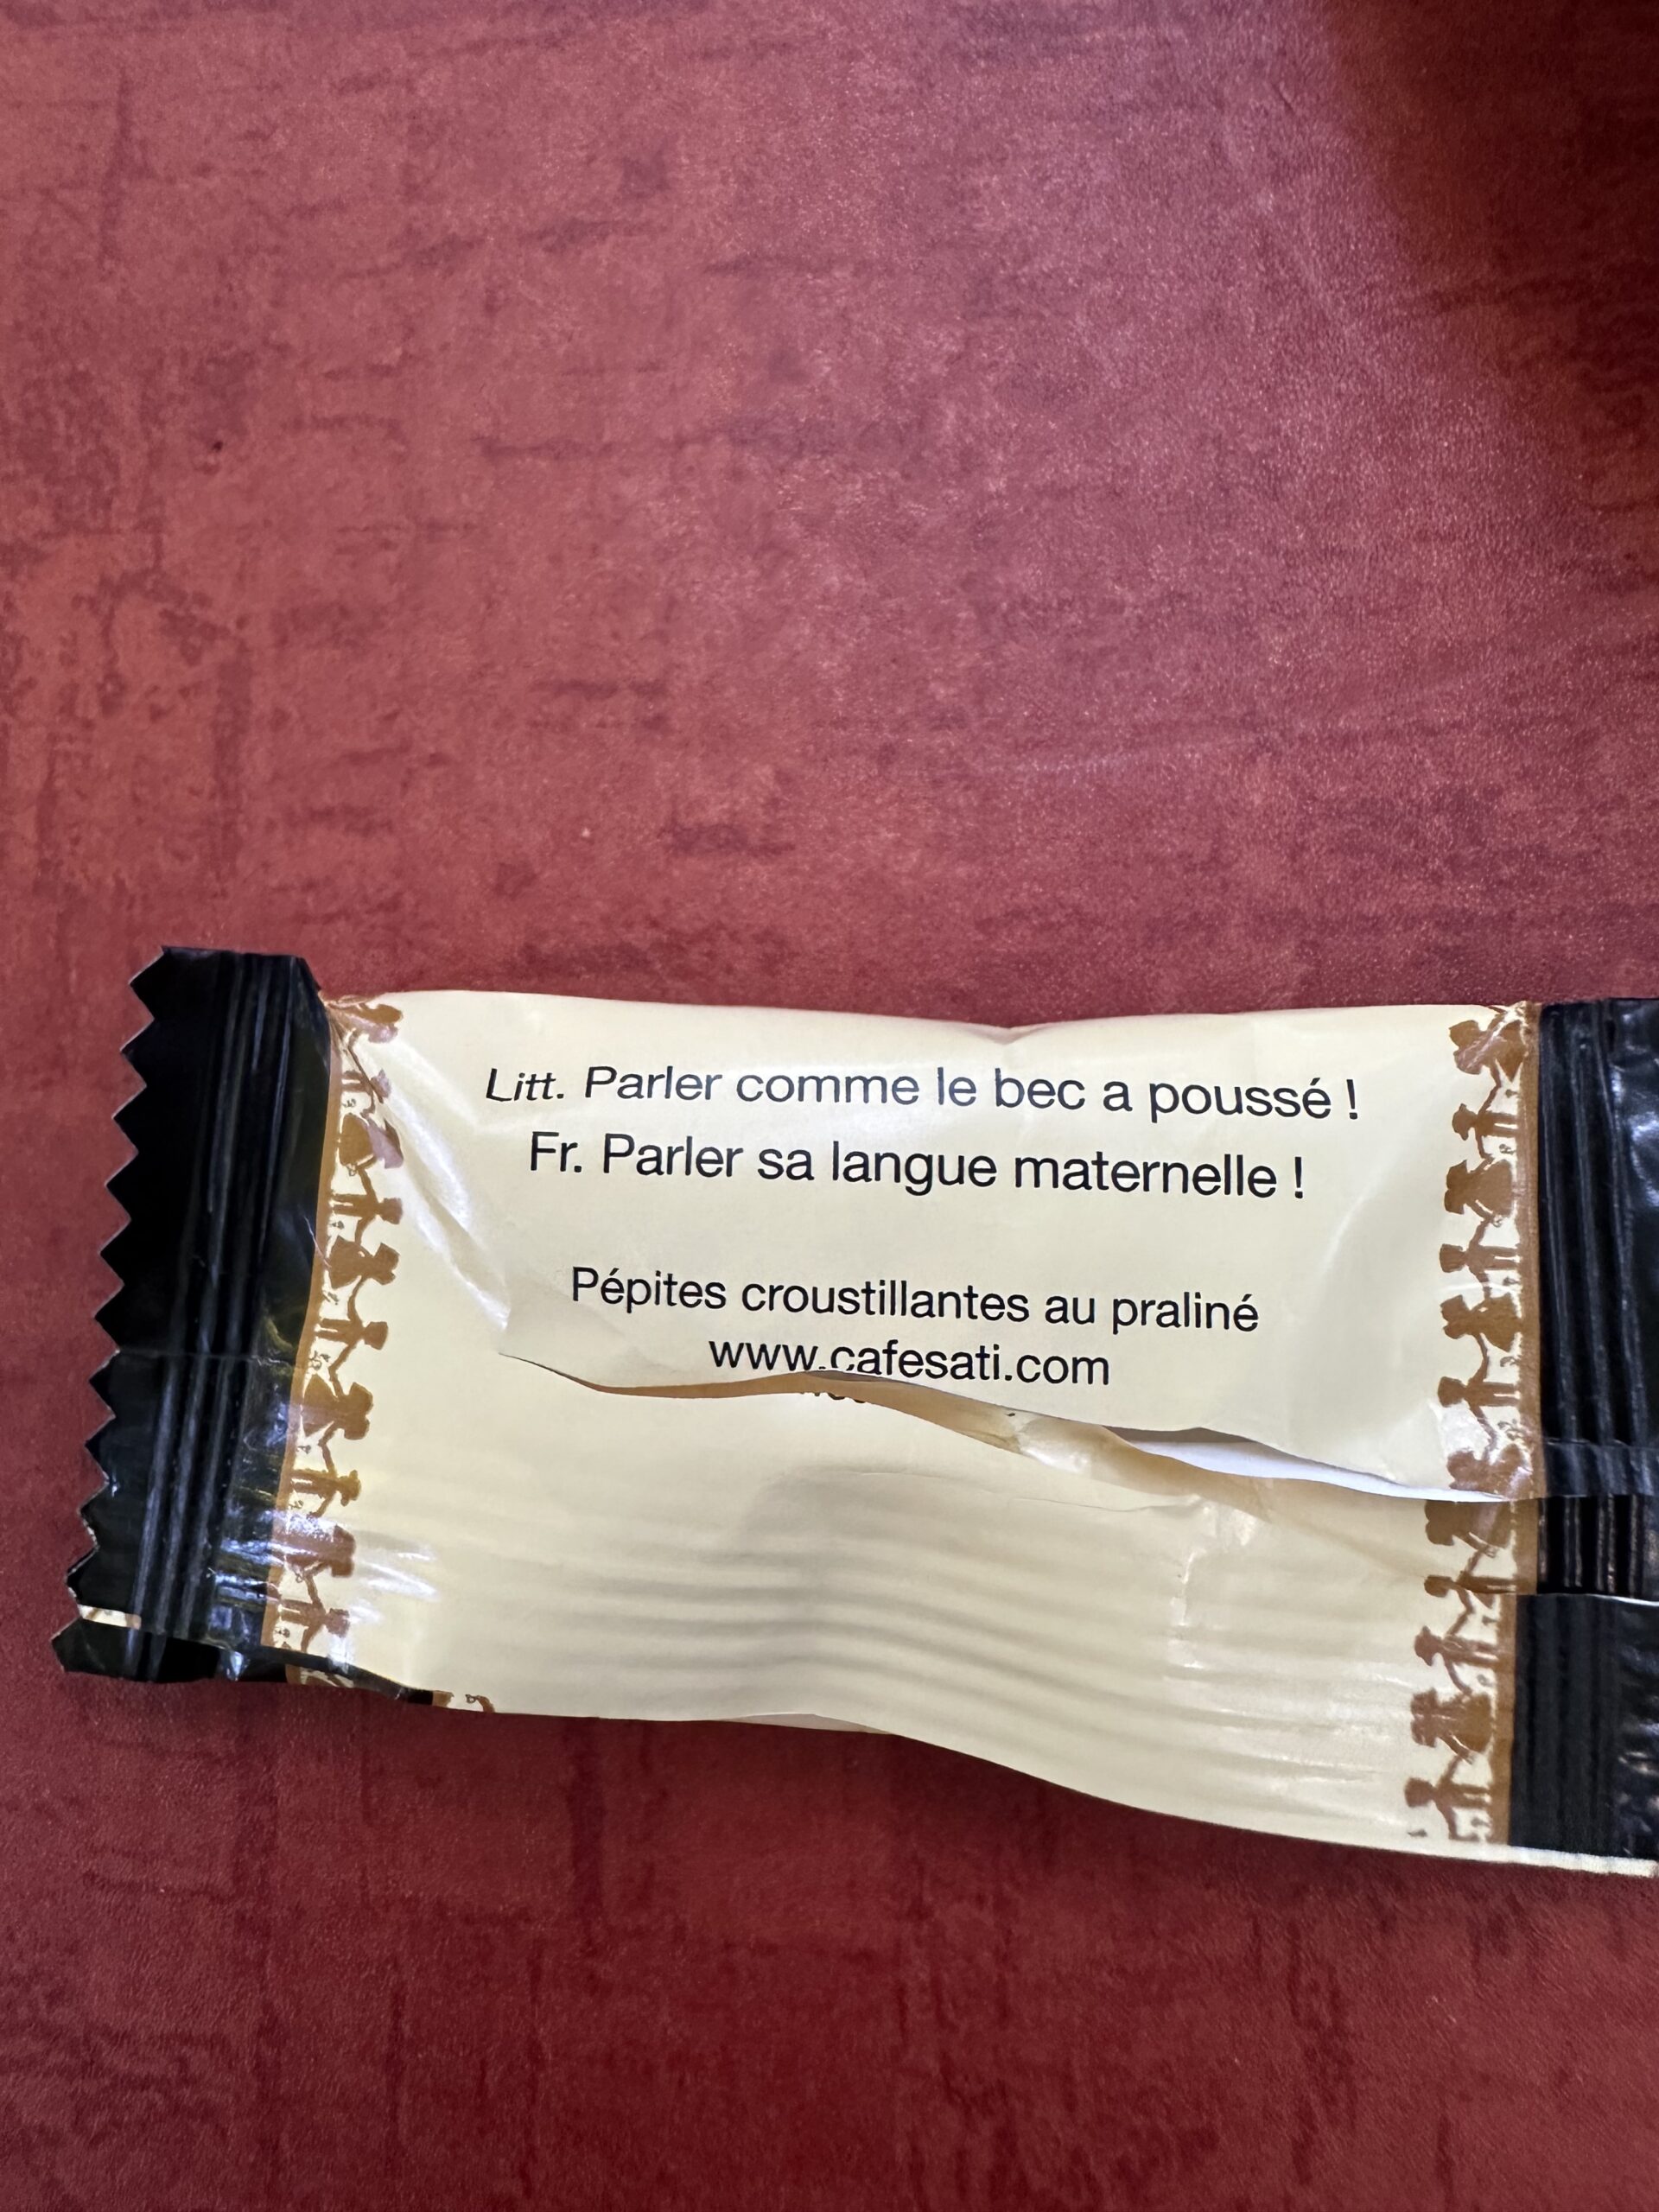 Litt. Parler comme le bec a poussé !
Fr. Parler sa langue maternelle !
Pépites croustillantes au praliné
www.cafesati.com